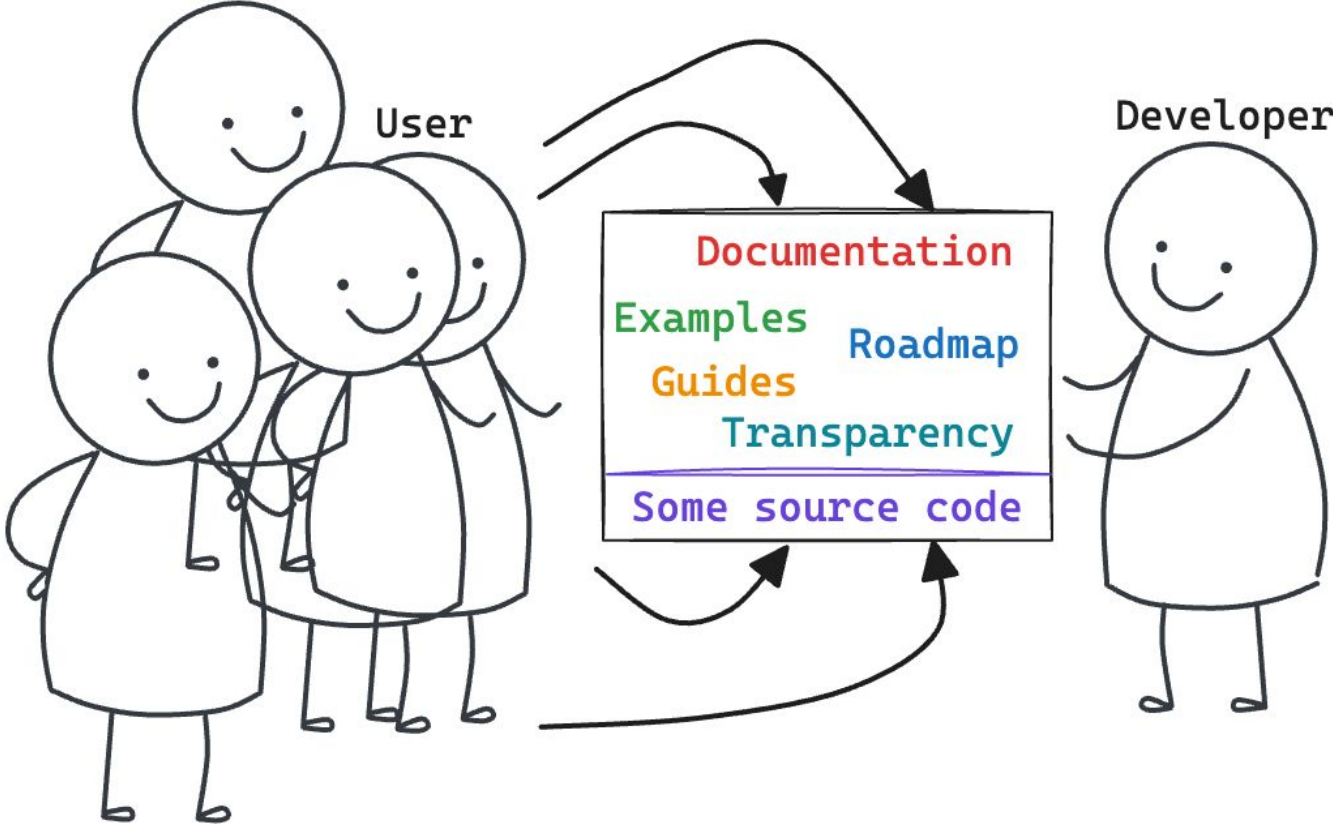 User
Developer
Documentation
Examples
Roadmap
Guides
Transparency
Some source code